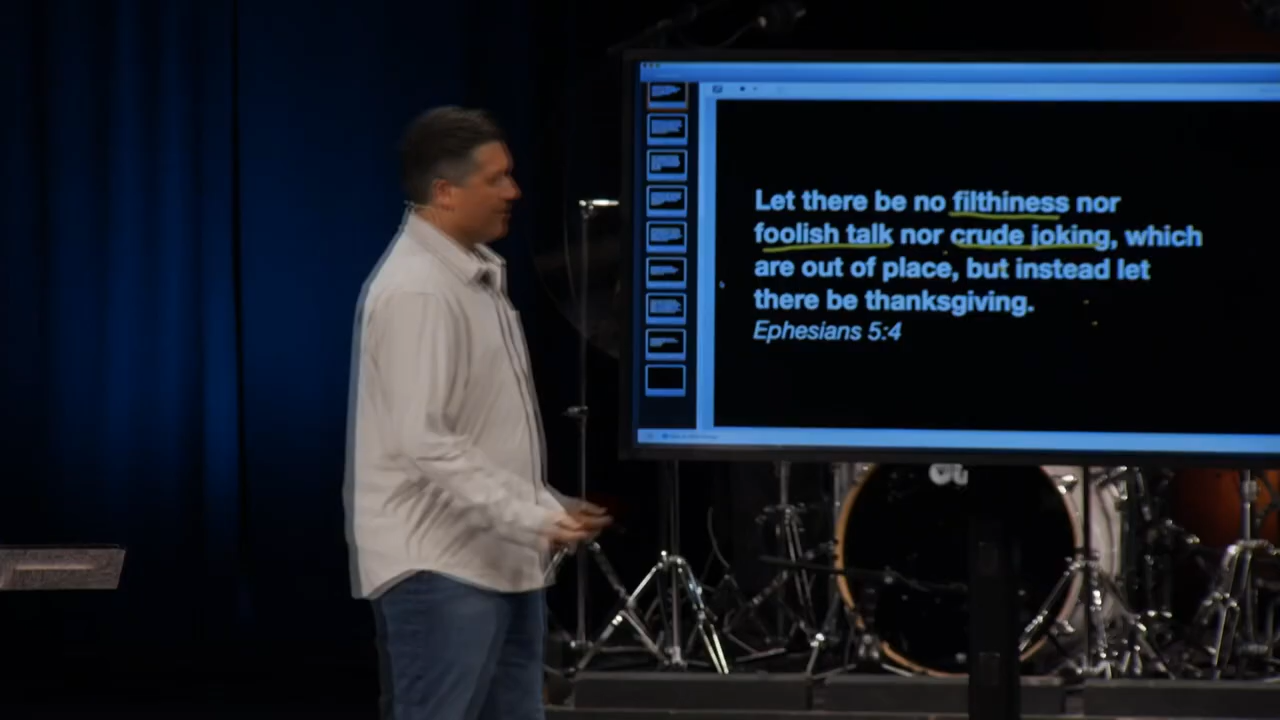 Let there be no filthiness nor
foolish talk nor crude joking, which
are out of place, but instead let
there be thanksgiving.
Ephesians 5:4